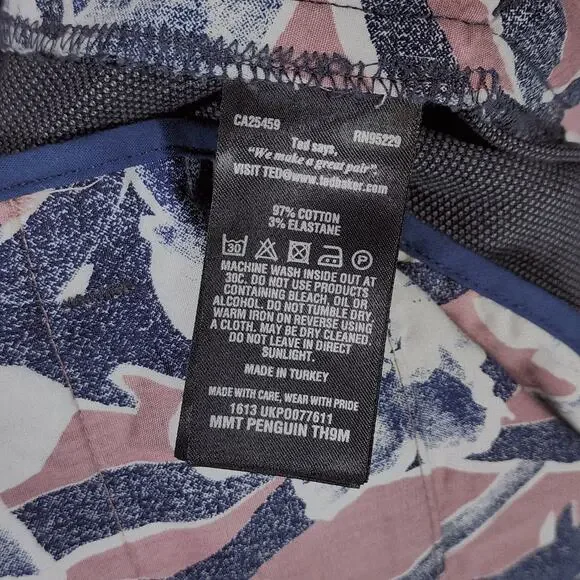 CA25459 RN95229
Ted says,
"We make a great pair".
VISIT TED@www.tedbaker.com
97% COTTON
3% ELASTANE
30 P
MACHINE WASH INSIDE OUT AT
30C. DO NOT USE PRODUCTS
CONTAINING BLEACH, OIL OR
ALCOHOL. DO NOT TUMBLE DRY.
WARM IRON ON REVERSE USING
A CLOTH. MAY BE DRY CLEANED.
DO NOT LEAVE IN DIRECT
SUNLIGHT.
MADE IN TURKEY
MADE WITH CARE, WEAR WITH PRIDE
1613 UKP0077611
MMT PENGUIN TH9M